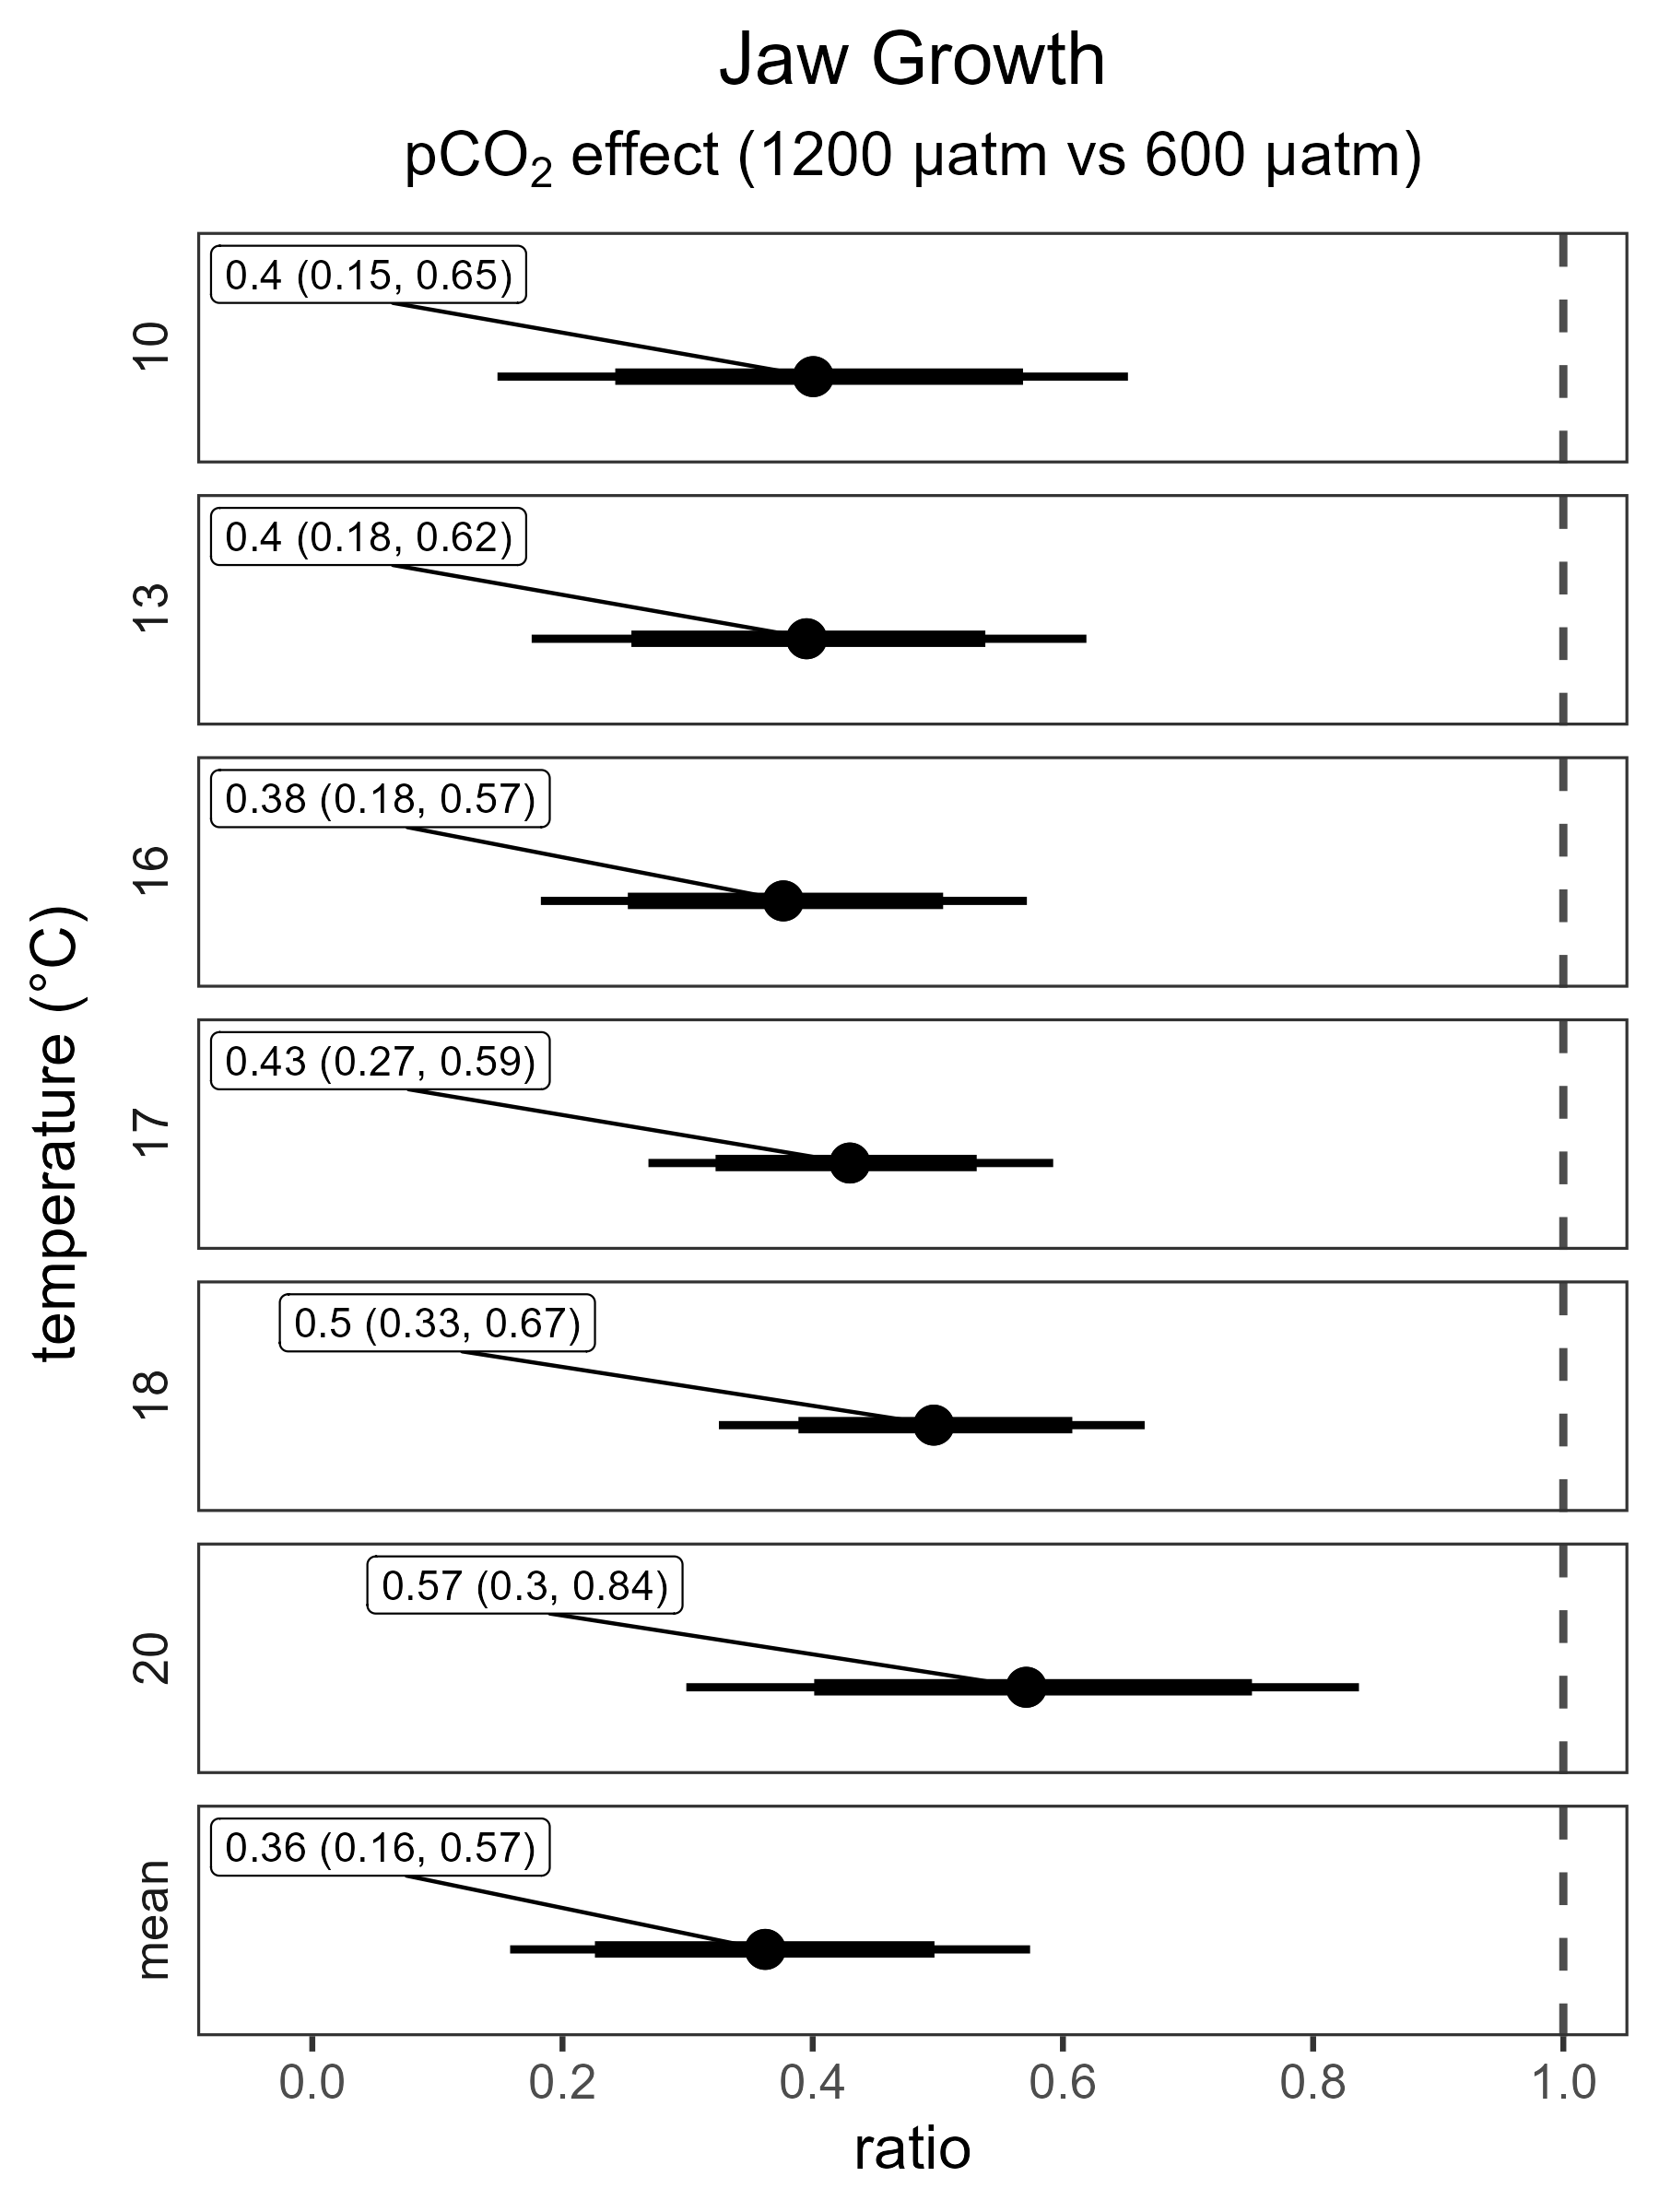 Jaw Growth
pCO₂ effect (1200 µatm vs 600 µatm)
temperature (°C)
10
0.4 (0.15, 0.65)
13
0.4 (0.18, 0.62)
16
0.38 (0.18, 0.57)
17
0.43 (0.27, 0.59)
18
0.5 (0.33, 0.67)
20
0.57 (0.3, 0.84)
mean
0.36 (0.16, 0.57)
0.0 0.2 0.4 0.6 0.8 1.0
ratio